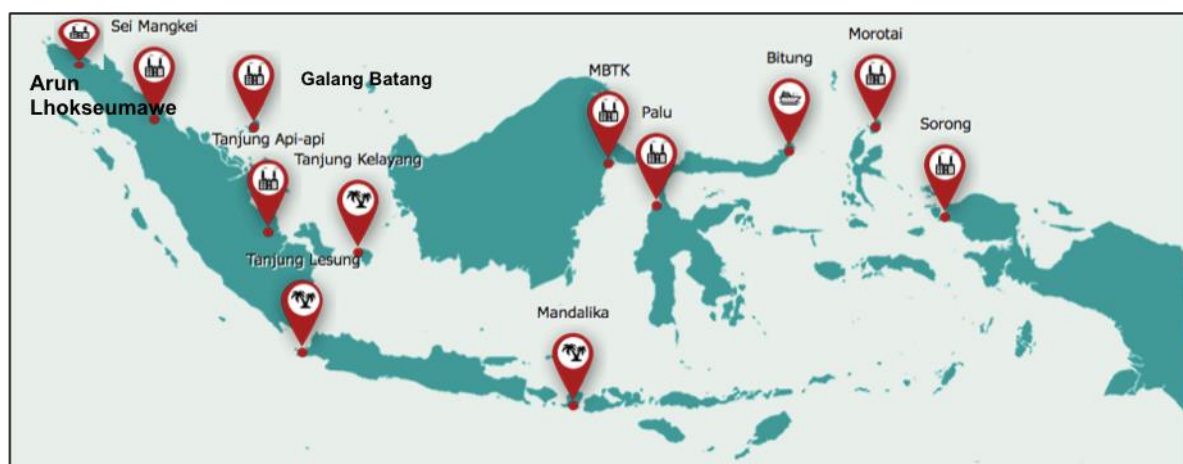 Sei Mangkei
Arun
Lhokseumawe
Galang Batang
MBTK
Bitung
Morotai
Palu
Sorong
Tanjung Api-api
Tanjung Kelayang
Tanjung Lesung
Mandalika